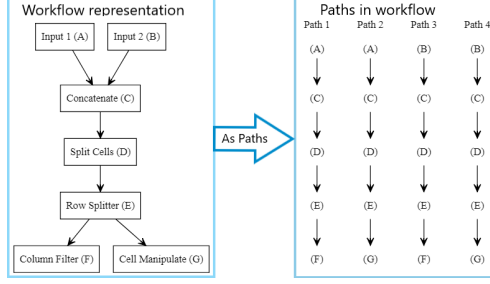 Workflow representation
Input 1 (A) Input 2 (B)
Concatenate (C)
Split Cells (D)
Row Splitter (E)
Column Filter (F) Cell Manipulate (G)
As Paths
Paths in workflow
Path 1 Path 2 Path 3 Path 4
(A) (A) (B) (B)
(C) (C) (C) (C)
(D) (D) (D) (D)
(E) (E) (E) (E)
(F) (G) (F) (G)